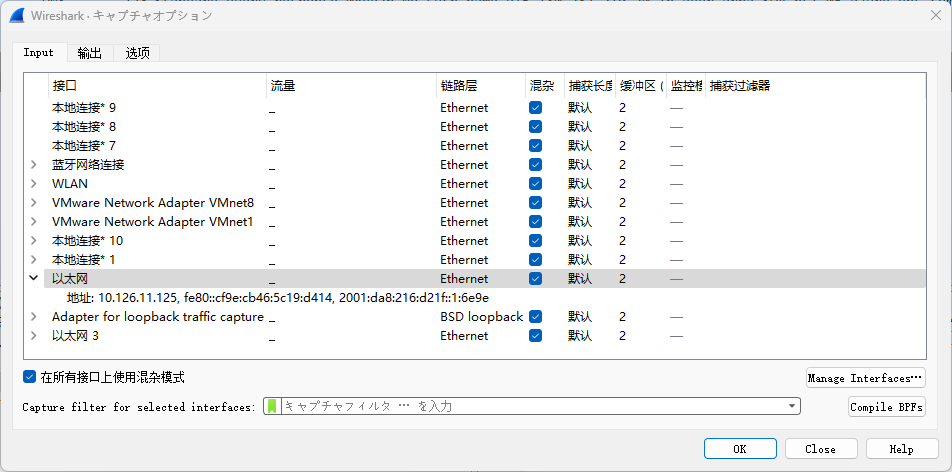 Wireshark · キャプチャオプション
Input 输出 选项
接口 流量 链路层 混杂 捕获长度 缓冲区 ( 监控模 捕获过滤器
本地连接* 9 _ Ethernet 默认 2 —
本地连接* 8 _ Ethernet 默认 2 —
本地连接* 7 _ Ethernet 默认 2 —
蓝牙网络连接 _ Ethernet 默认 2 —
WLAN _ Ethernet 默认 2 —
VMware Network Adapter VMnet8 _ Ethernet 默认 2 —
VMware Network Adapter VMnet1 _ Ethernet 默认 2 —
本地连接* 10 _ Ethernet 默认 2 —
本地连接* 1 _ Ethernet 默认 2 —
以太网 _ Ethernet 默认 2 —
地址: 10.126.11.125, fe80::cf9e:cb46:5c19:d414, 2001:da8:216:d21f::1:6e9e
Adapter for loopback traffic capture _ BSD loopback 默认 2 —
以太网 3 _ Ethernet 默认 2 —
在所有接口上使用混杂模式 Manage Interfaces…
Capture filter for selected interfaces: キャプチャフィルタ … を入力 Compile BPFs
OK Close Help